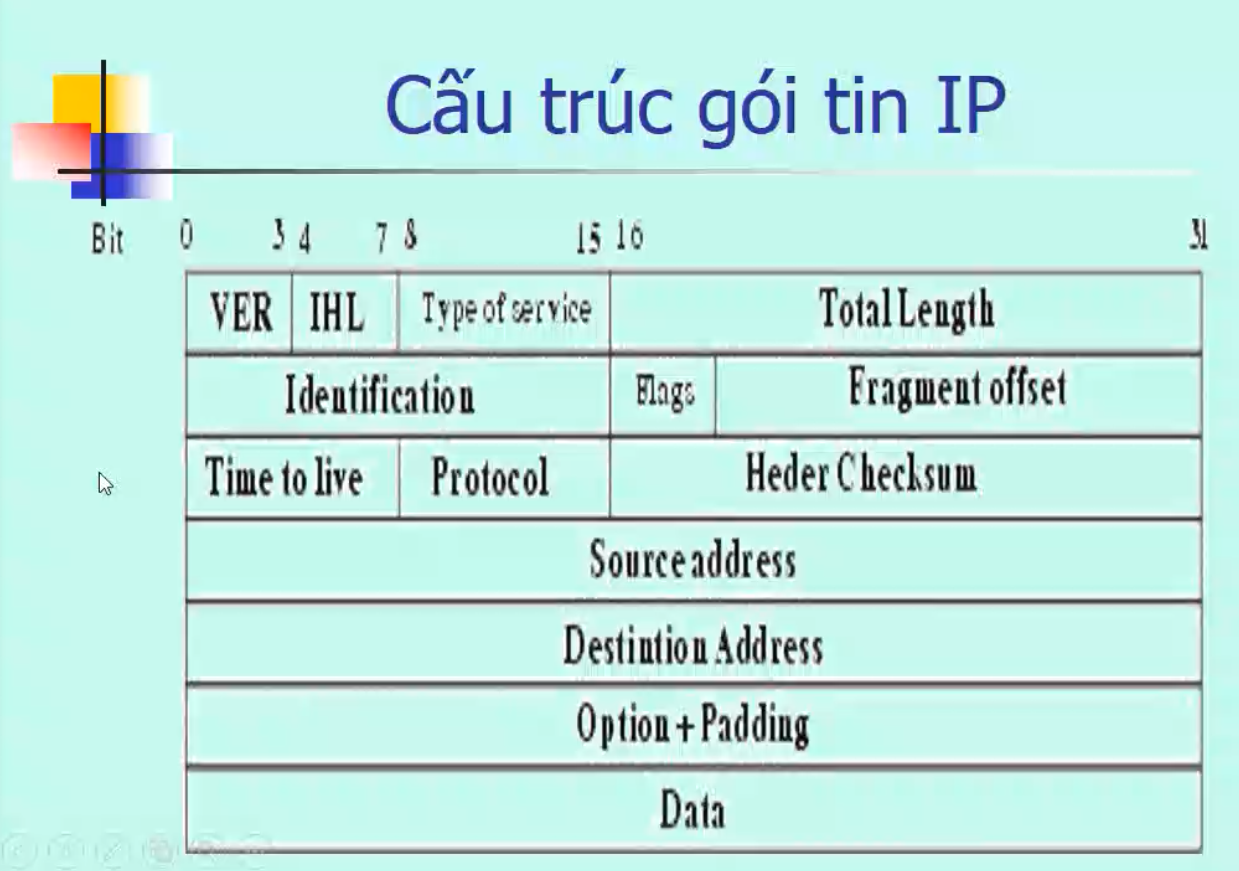 Cấu trúc gói tin IP
Bit 0 3 4 7 8 15 16 31
VER IHL Type of service Total Length
Identification Flags Fragment offset
Time to live Protocol Heder Checksum
Source address
Destintion Address
Option + Padding
Data